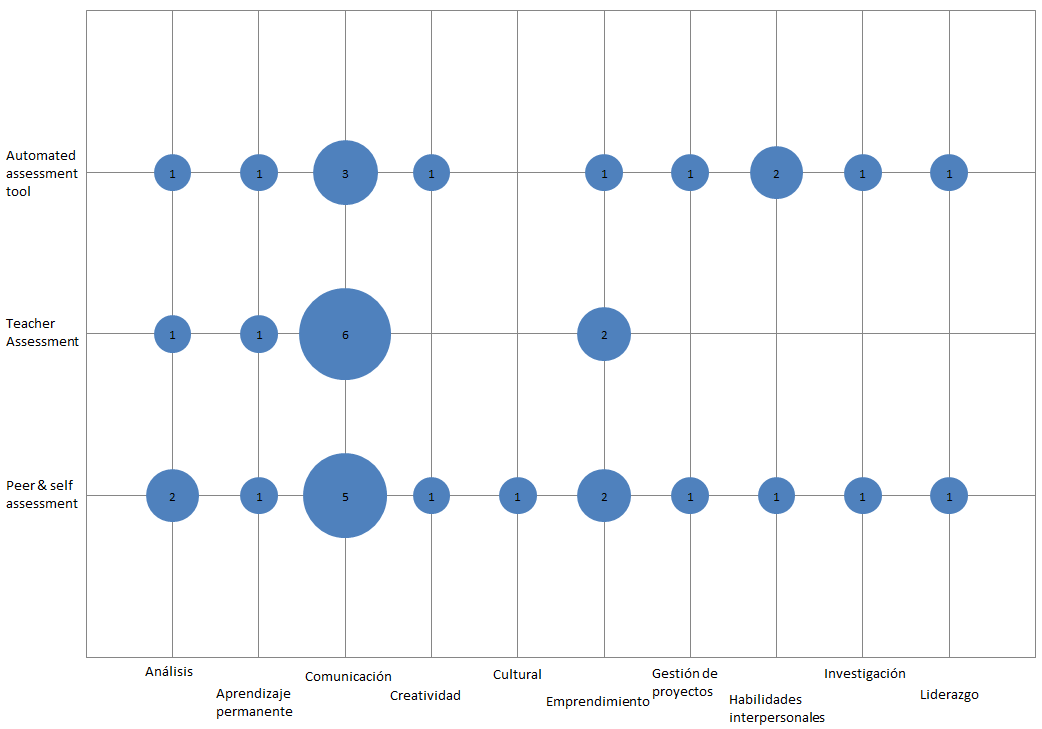 Automated
assessment
tool
1 1 3 1 1 1 2 1 1
Teacher
Assessment
1 1 6 2
Peer & self
assessment
2 1 5 1 1 2 1 1 1 1
Análisis
Aprendizaje
permanente
Comunicación
Creatividad
Cultural
Emprendimiento
Gestión de
proyectos
Habilidades
interpersonales
Investigación
Liderazgo